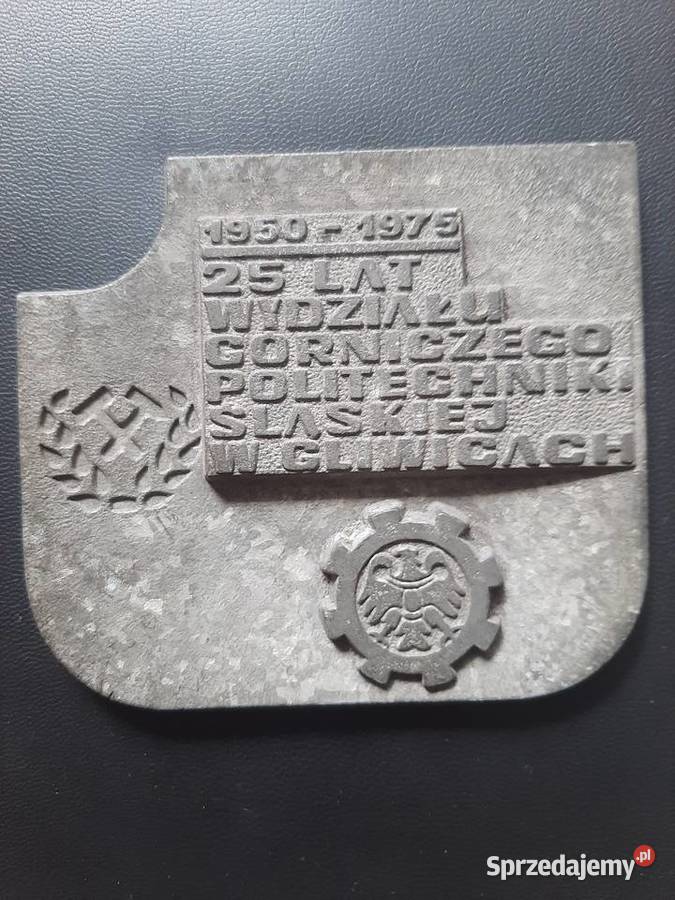 1950 - 1975
25 LAT
WYDZIAŁU
GÓRNICZEGO
POLITECHNIKI
ŚLĄSKIEJ
W GLIWICACH
Sprzedajemy.pl